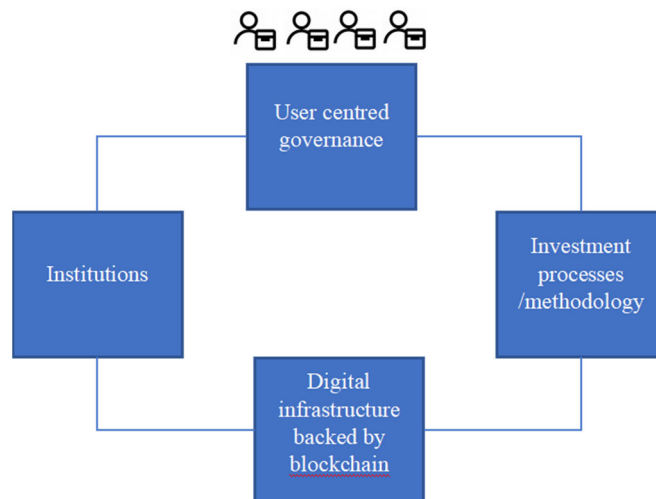 User centred
governance
Institutions
Investment
processes
/methodology
Digital
infrastructure
backed by
blockchain